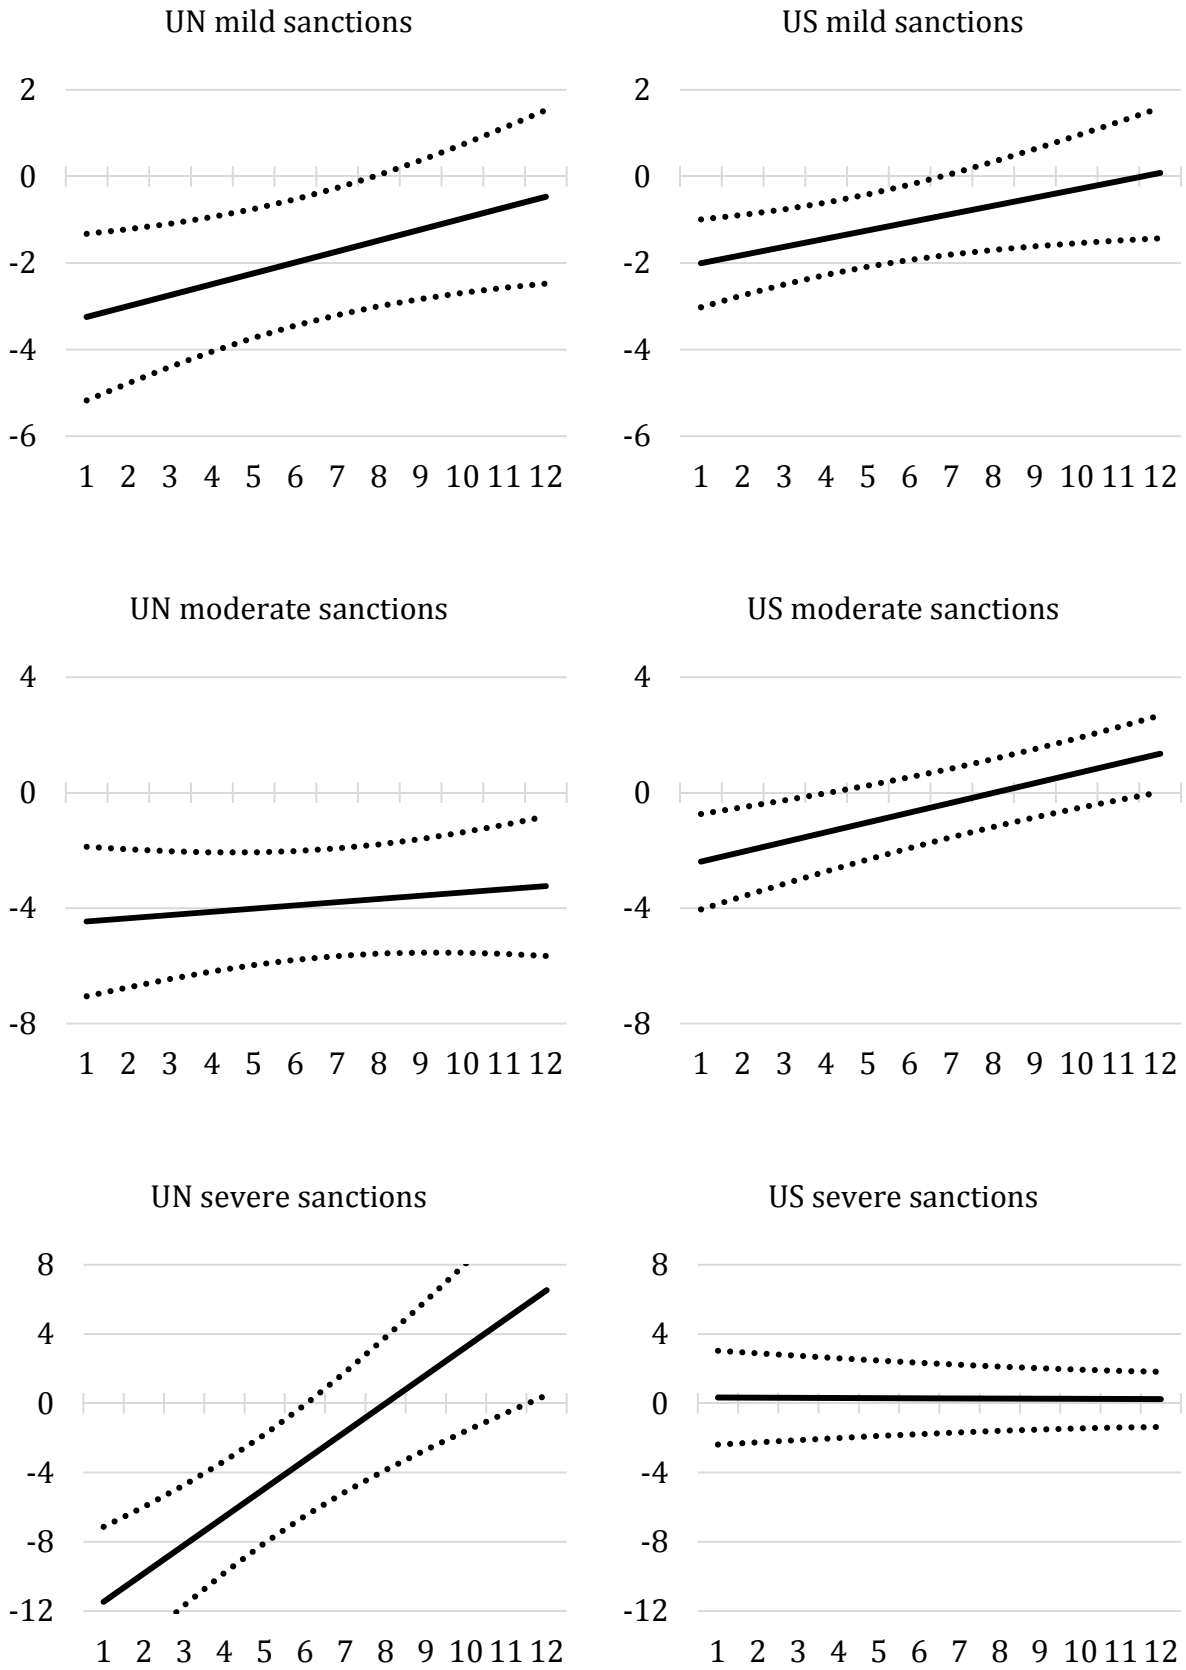 UN mild sanctions
2
0
-2
-4
-6
1 2 3 4 5 6 7 8 9 10 11 12
US mild sanctions
2
0
-2
-4
-6
1 2 3 4 5 6 7 8 9 10 11 12
UN moderate sanctions
4
0
-4
-8
1 2 3 4 5 6 7 8 9 10 11 12
US moderate sanctions
4
0
-4
-8
1 2 3 4 5 6 7 8 9 10 11 12
UN severe sanctions
8
4
0
-4
-8
-12
1 2 3 4 5 6 7 8 9 10 11 12
US severe sanctions
8
4
0
-4
-8
-12
1 2 3 4 5 6 7 8 9 10 11 12